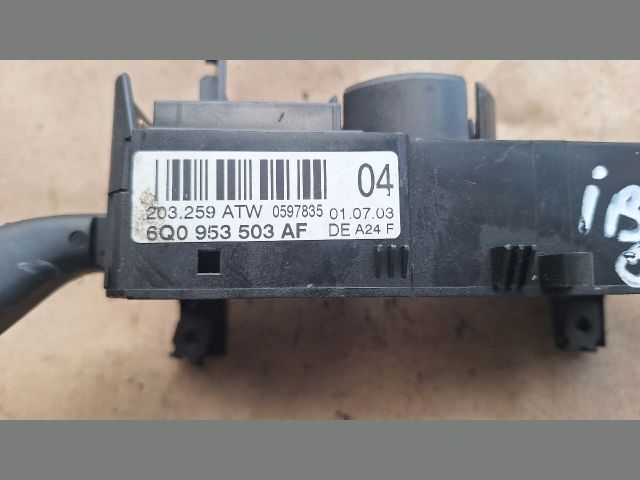 04
203.259 ATW 0597835 01.07.03
6Q0 953 503 AF DE A24 F